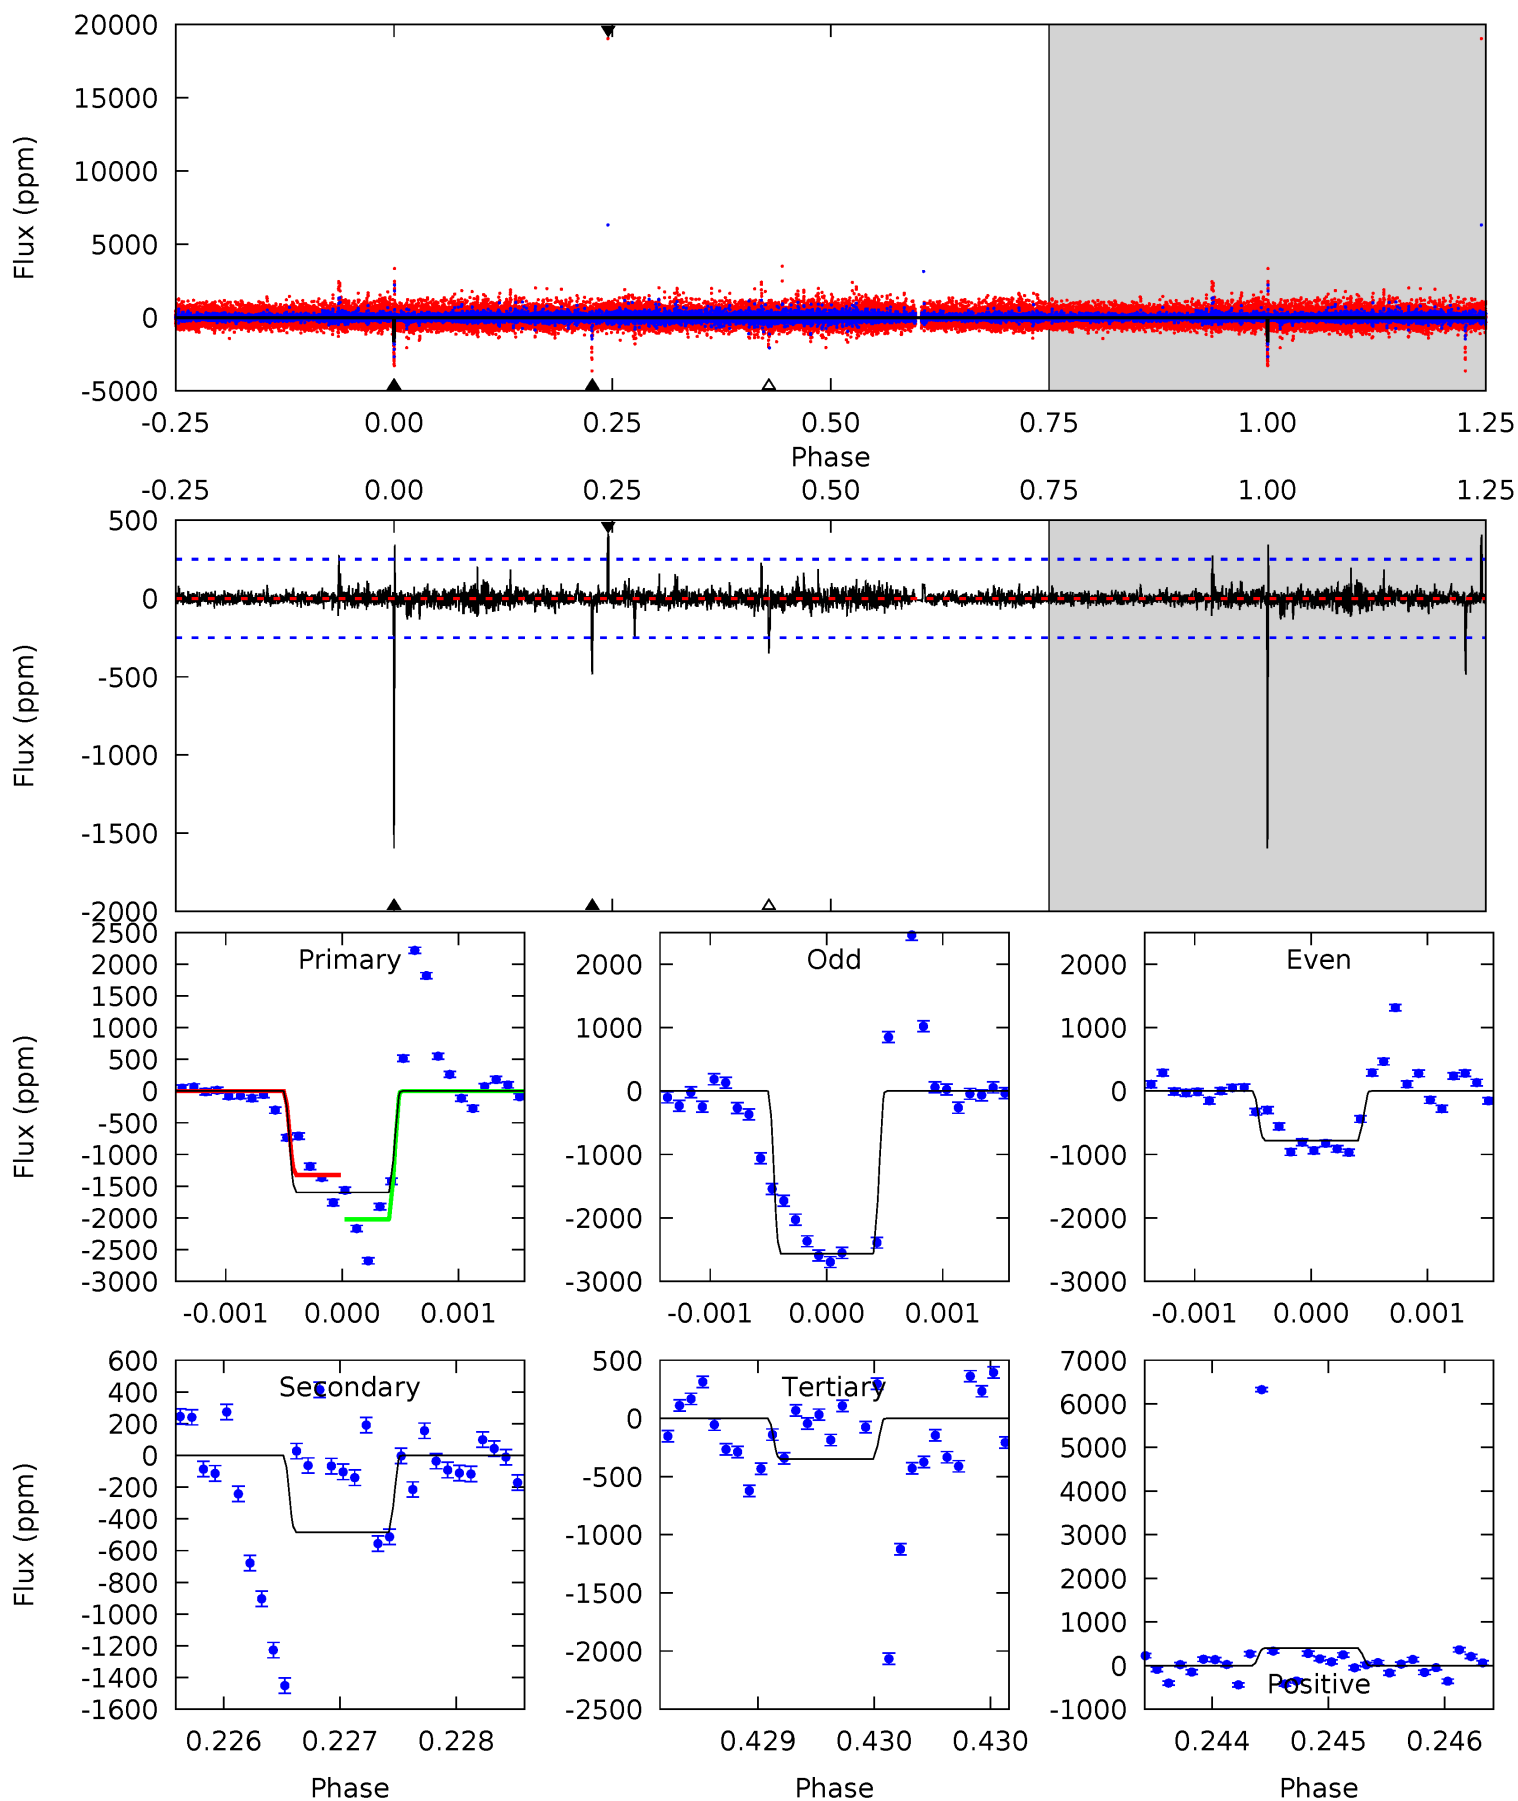 20000
15000
10000
5000
0
-5000
Flux (ppm)
-0.25 0.00 0.25 0.50 0.75 1.00 1.25
Phase
-0.25 0.00 0.25 0.50 0.75 1.00 1.25
500
0
-500
-1000
-1500
-2000
Flux (ppm)
Primary
2500
2000
1500
1000
500
0
-500
-1000
-1500
-2000
-2500
-3000
Flux (ppm)
-0.001 0.000 0.001
Odd
2000
1000
0
-1000
-2000
-3000
-0.001 0.000 0.001
Even
2000
1000
0
-1000
-2000
-3000
-0.001 0.000 0.001
Secondary
600
400
200
0
-200
-400
-600
-800
-1000
-1200
-1400
-1600
Flux (ppm)
0.226 0.227 0.228
Phase
Tertiary
500
0
-500
-1000
-1500
-2000
-2500
0.429 0.430 0.430
Phase
7000
6000
5000
4000
3000
2000
1000
0
-1000
Positive
0.244 0.245 0.246
Phase